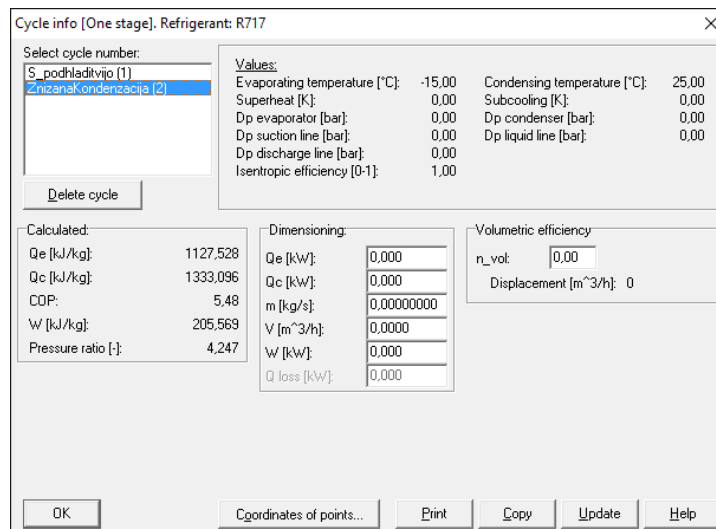 Cycle info [One stage]. Refrigerant: R717
Select cycle number:
S_podhladitvijo (1)
ZnizanaKondenzacija (2)
Delete cycle
Values:
Evaporating temperature [°C]: -15,00 Condensing temperature [°C]: 25,00
Superheat [K]: 0,00 Subcooling [K]: 0,00
Dp evaporator [bar]: 0,00 Dp condenser [bar]: 0,00
Dp suction line [bar]: 0,00 Dp liquid line [bar]: 0,00
Dp discharge line [bar]: 0,00
Isentropic efficiency [0-1]: 1,00
Calculated:
Qe [kJ/kg]: 1127,528
Qc [kJ/kg]: 1333,096
COP: 5,48
W [kJ/kg]: 205,569
Pressure ratio [-]: 4,247
Dimensioning:
Qe [kW]: 0,000
Qc [kW]: 0,000
m [kg/s]: 0,00000000
V [m^3/h]: 0,0000
W [kW]: 0,000
Q loss [kW]: 0,000
Volumetric efficiency
n_vol: 0,00
Displacement [m^3/h]: 0
OK Coordinates of points... Print Copy Update Help